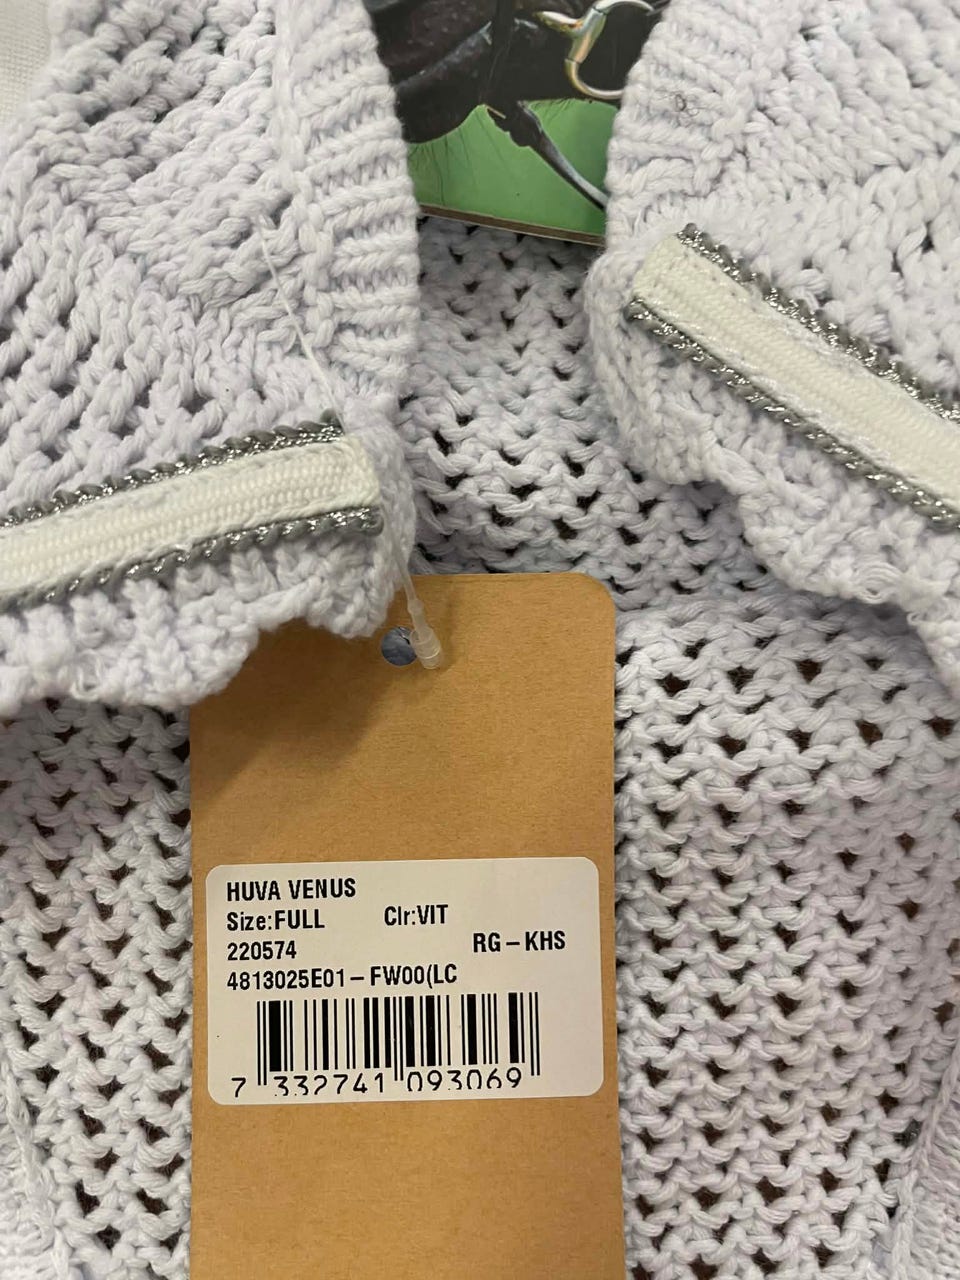 HUVA VENUS
Size:FULL Clr:VIT
220574 RG-KHS
4813025E01-FW00(LC
7 332741 093069